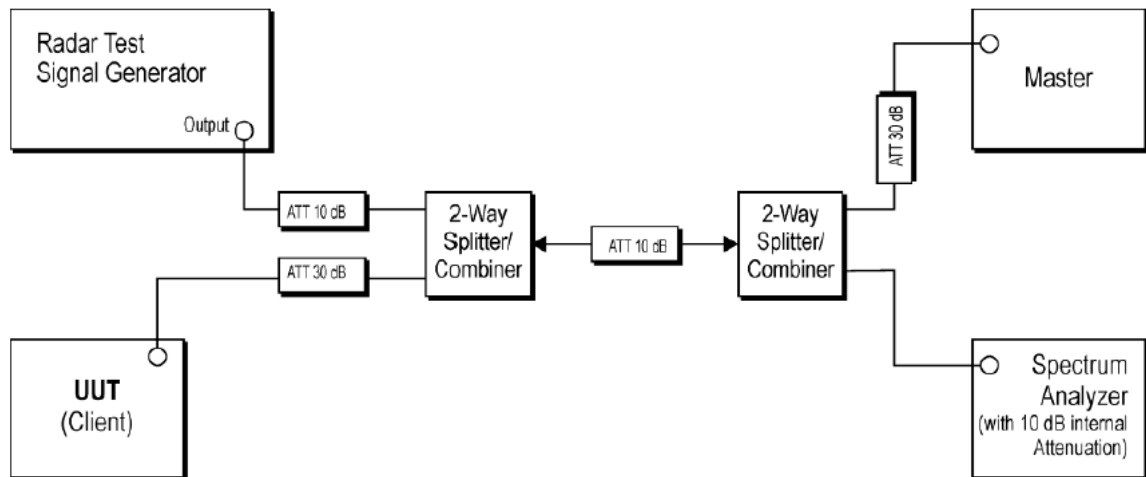 Radar Test
Signal Generator
Output
ATT 10 dB
ATT 30 dB
2-Way
Splitter/
Combiner
ATT 10 dB
2-Way
Splitter/
Combiner
ATT 30 dB
Master
UUT
(Client)
Spectrum
Analyzer
(with 10 dB internal
Attenuation)